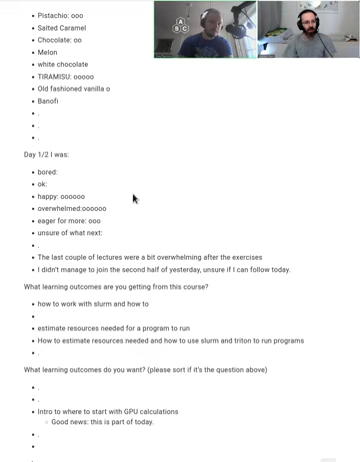 • Pistachio: ooo
• Salted Caramel
• Chocolate: oo
• Melon
• white chocolate
• TIRAMISU: ooooo
• Old fashioned vanilla o
• Banofi
• .
• .
• .
A
B C
Day 1/2 I was:
• bored:
• ok:
• happy: oooooo
• overwhelmed:oooooo
• eager for more: ooo
• unsure of what next:
• .
• The last couple of lectures were a bit overwhelming after the exercises
• I didn't manage to join the second half of yesterday, unsure if I can follow today.
What learning outcomes are you getting from this course?
• how to work with slurm and how to
•
• estimate resources needed for a program to run
• How to estimate resources needed and how to use slurm and triton to run programs
• .
What learning outcomes do you want? (please sort if it's the question above)
• .
• .
• Intro to where to start with GPU calculations
◦ Good news: this is part of today.
• .
•
• .